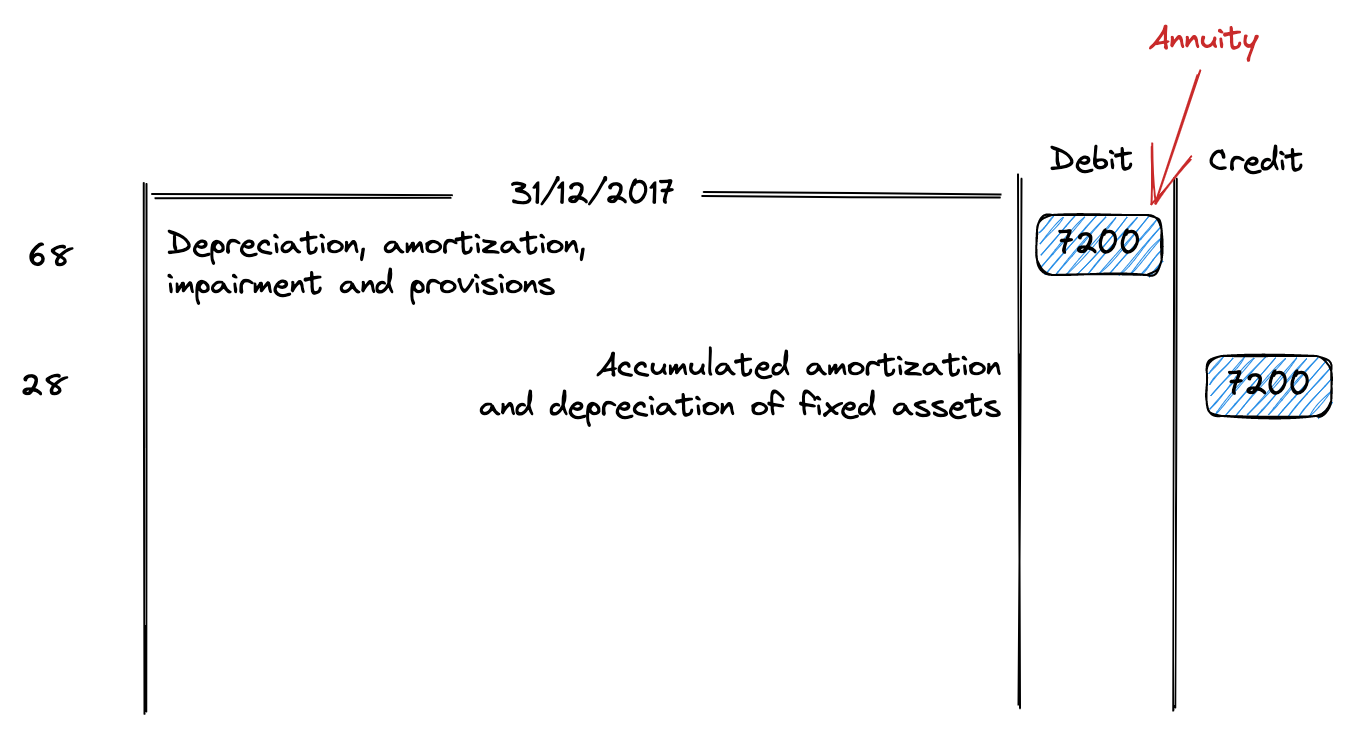 Annuity
Debit Credit
31/12/2017
68 Depreciation, amortization, 7200
impairment and provisions
28 Accumulated amortization 7200
and depreciation of fixed assets